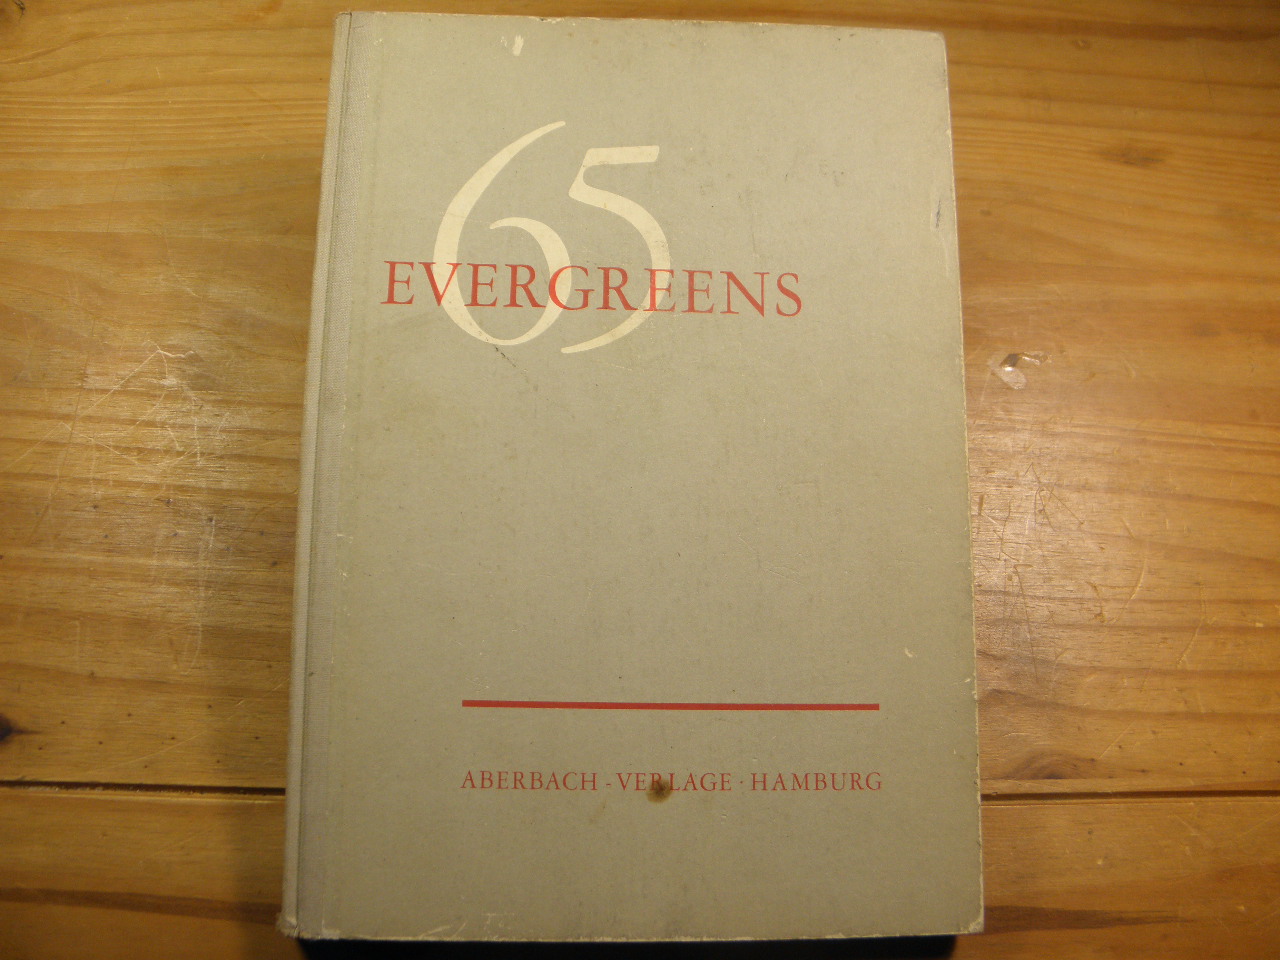 65
EVERGREENS
ABERBACH - VERLAGE · HAMBURG